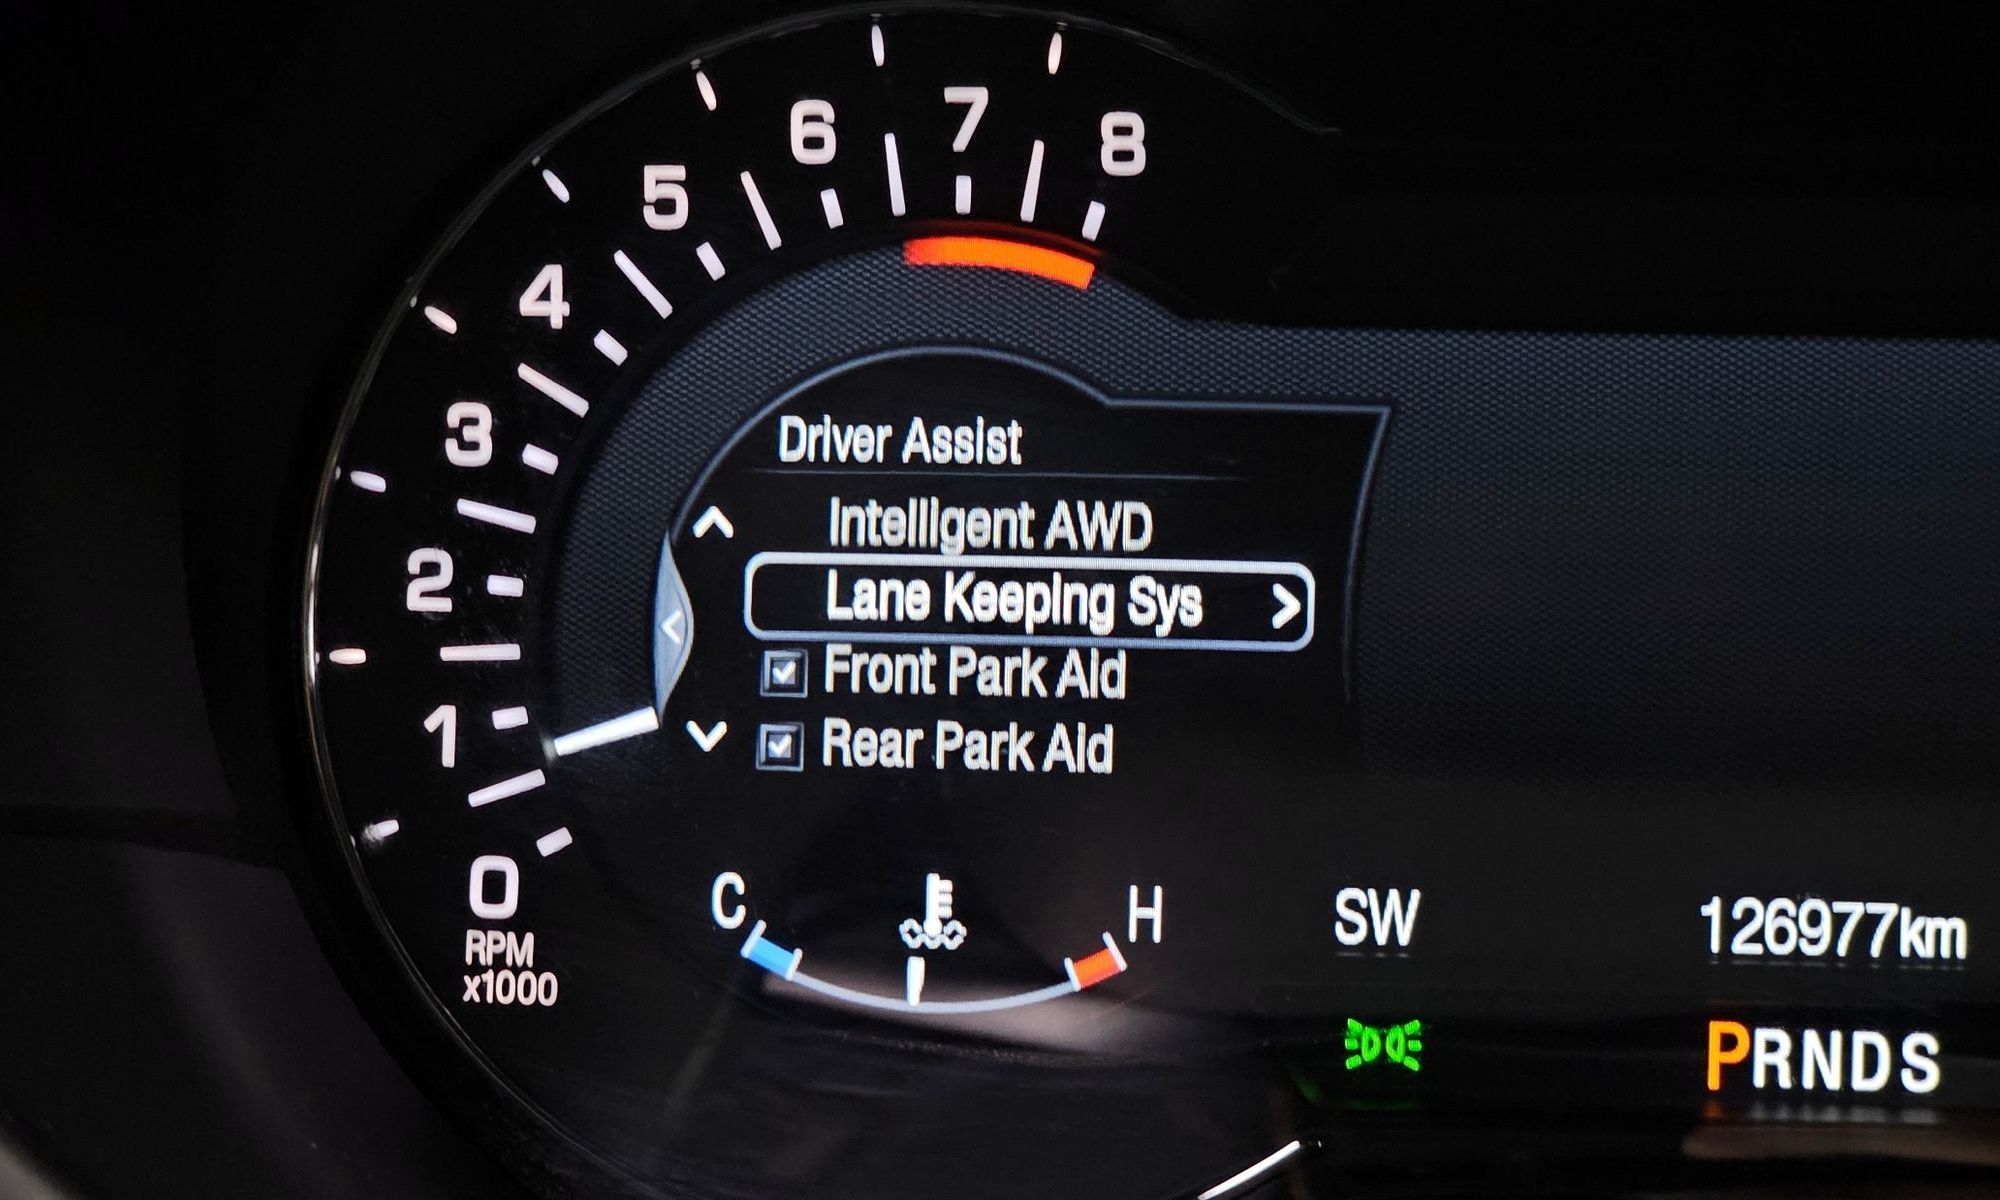 8
7
6
5
4
3
2
1
0
RPM
x1000
Driver Assist
Intelligent AWD
Lane Keeping Sys
Front Park Aid
Rear Park Aid
C H
SW
126977km
PRNDS